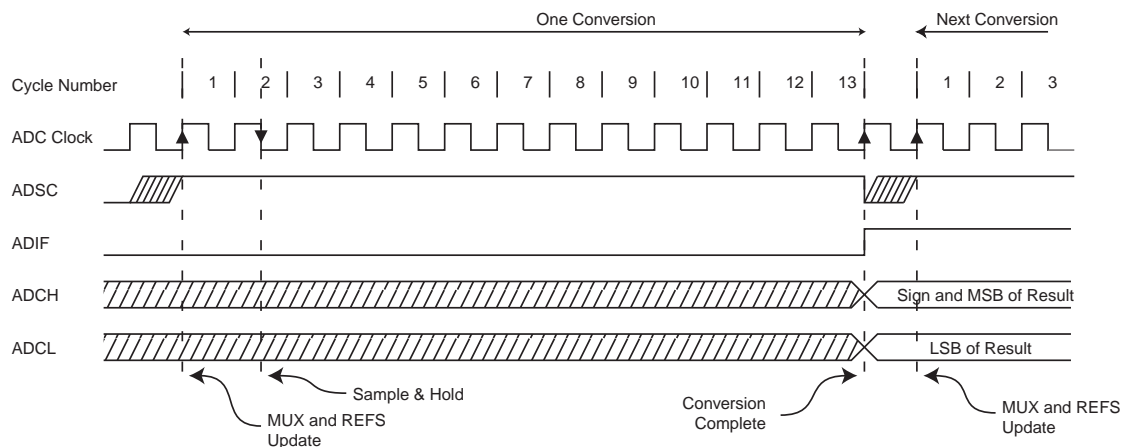 One Conversion
Next Conversion
Cycle Number
1 2 3 4 5 6 7 8 9 10 11 12 13 1 2 3
ADC Clock
ADSC
ADIF
ADCH
Sign and MSB of Result
ADCL
LSB of Result
MUX and REFS
Update
Sample & Hold
Conversion
Complete
MUX and REFS
Update